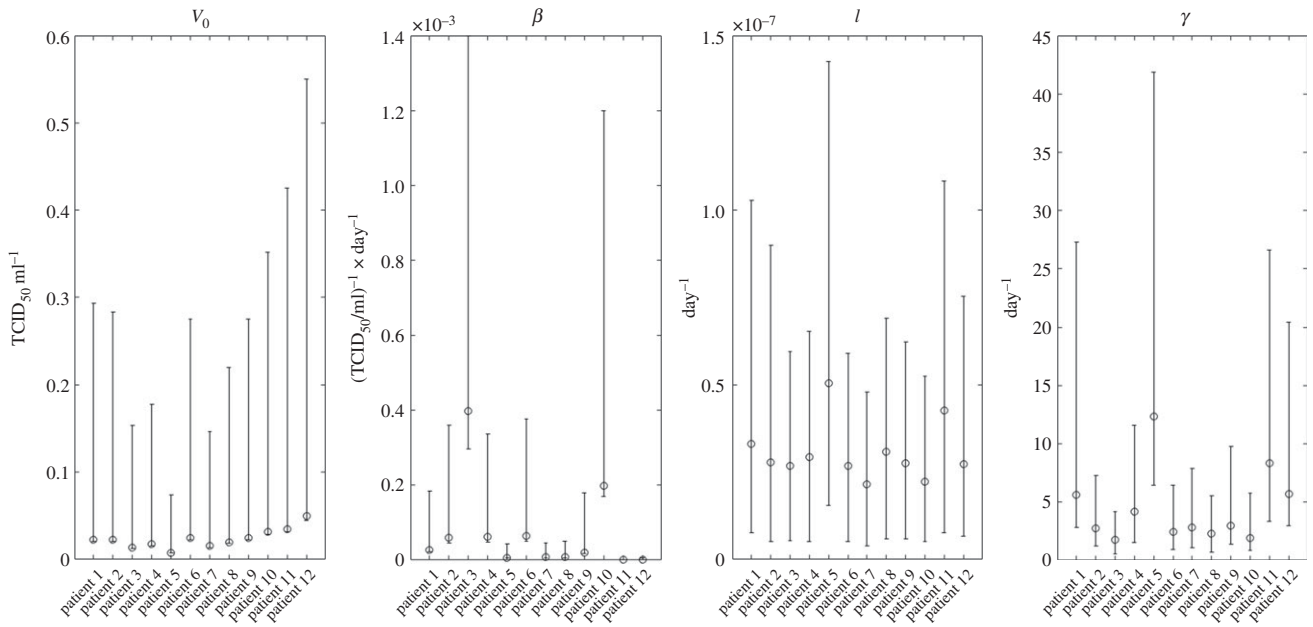 V₀
TCID₅₀ ml⁻¹
0.6
0.5
0.4
0.3
0.2
0.1
0
patient 1
patient 2
patient 3
patient 4
patient 5
patient 6
patient 7
patient 8
patient 9
patient 10
patient 11
patient 12
β
×10⁻³
(TCID₅₀/ml)⁻¹ × day⁻¹
1.4
1.2
1.0
0.8
0.6
0.4
0.2
0
patient 1
patient 2
patient 3
patient 4
patient 5
patient 6
patient 7
patient 8
patient 9
patient 10
patient 11
patient 12
l
×10⁻⁷
day⁻¹
1.5
1.0
0.5
0
patient 1
patient 2
patient 3
patient 4
patient 5
patient 6
patient 7
patient 8
patient 9
patient 10
patient 11
patient 12
γ
day⁻¹
45
40
35
30
25
20
15
10
5
0
patient 1
patient 2
patient 3
patient 4
patient 5
patient 6
patient 7
patient 8
patient 9
patient 10
patient 11
patient 12